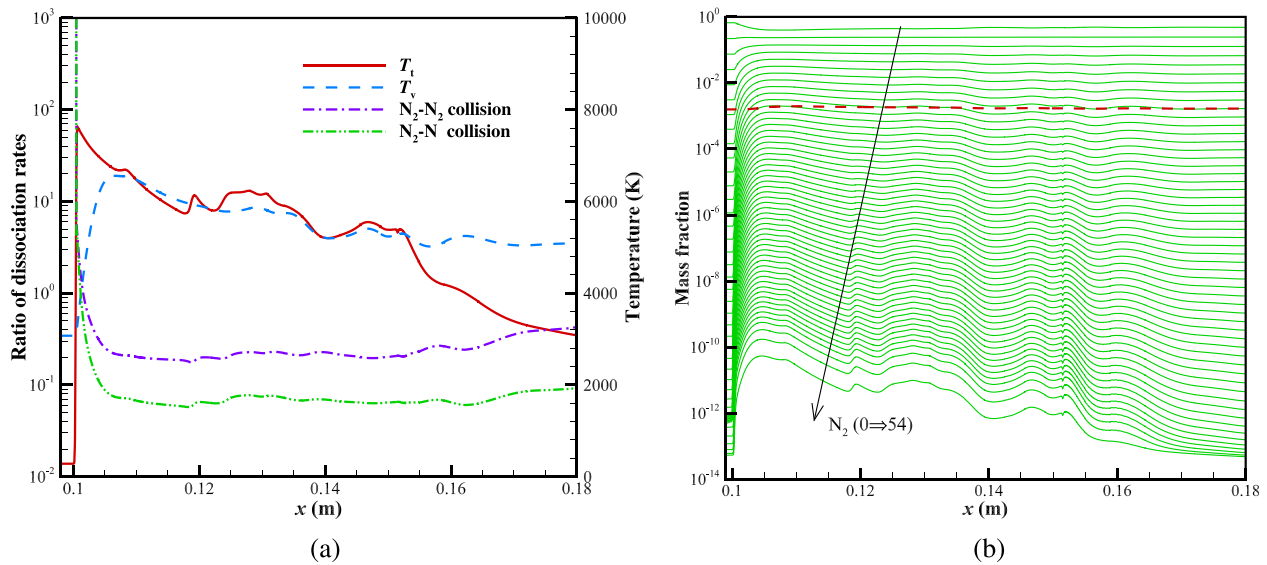 10³
10²
10¹
10⁰
10⁻¹
10⁻²
Ratio of dissociation rates
T_t
T_v
N₂-N₂ collision
N₂-N collision
10000
8000
6000
4000
2000
0
Temperature (K)
0.1 0.12 0.14 0.16 0.18
x (m)
(a)
10⁰
10⁻²
10⁻⁴
10⁻⁶
10⁻⁸
10⁻¹⁰
10⁻¹²
10⁻¹⁴
Mass fraction
N₂ (0⇒54)
0.1 0.12 0.14 0.16 0.18
x (m)
(b)